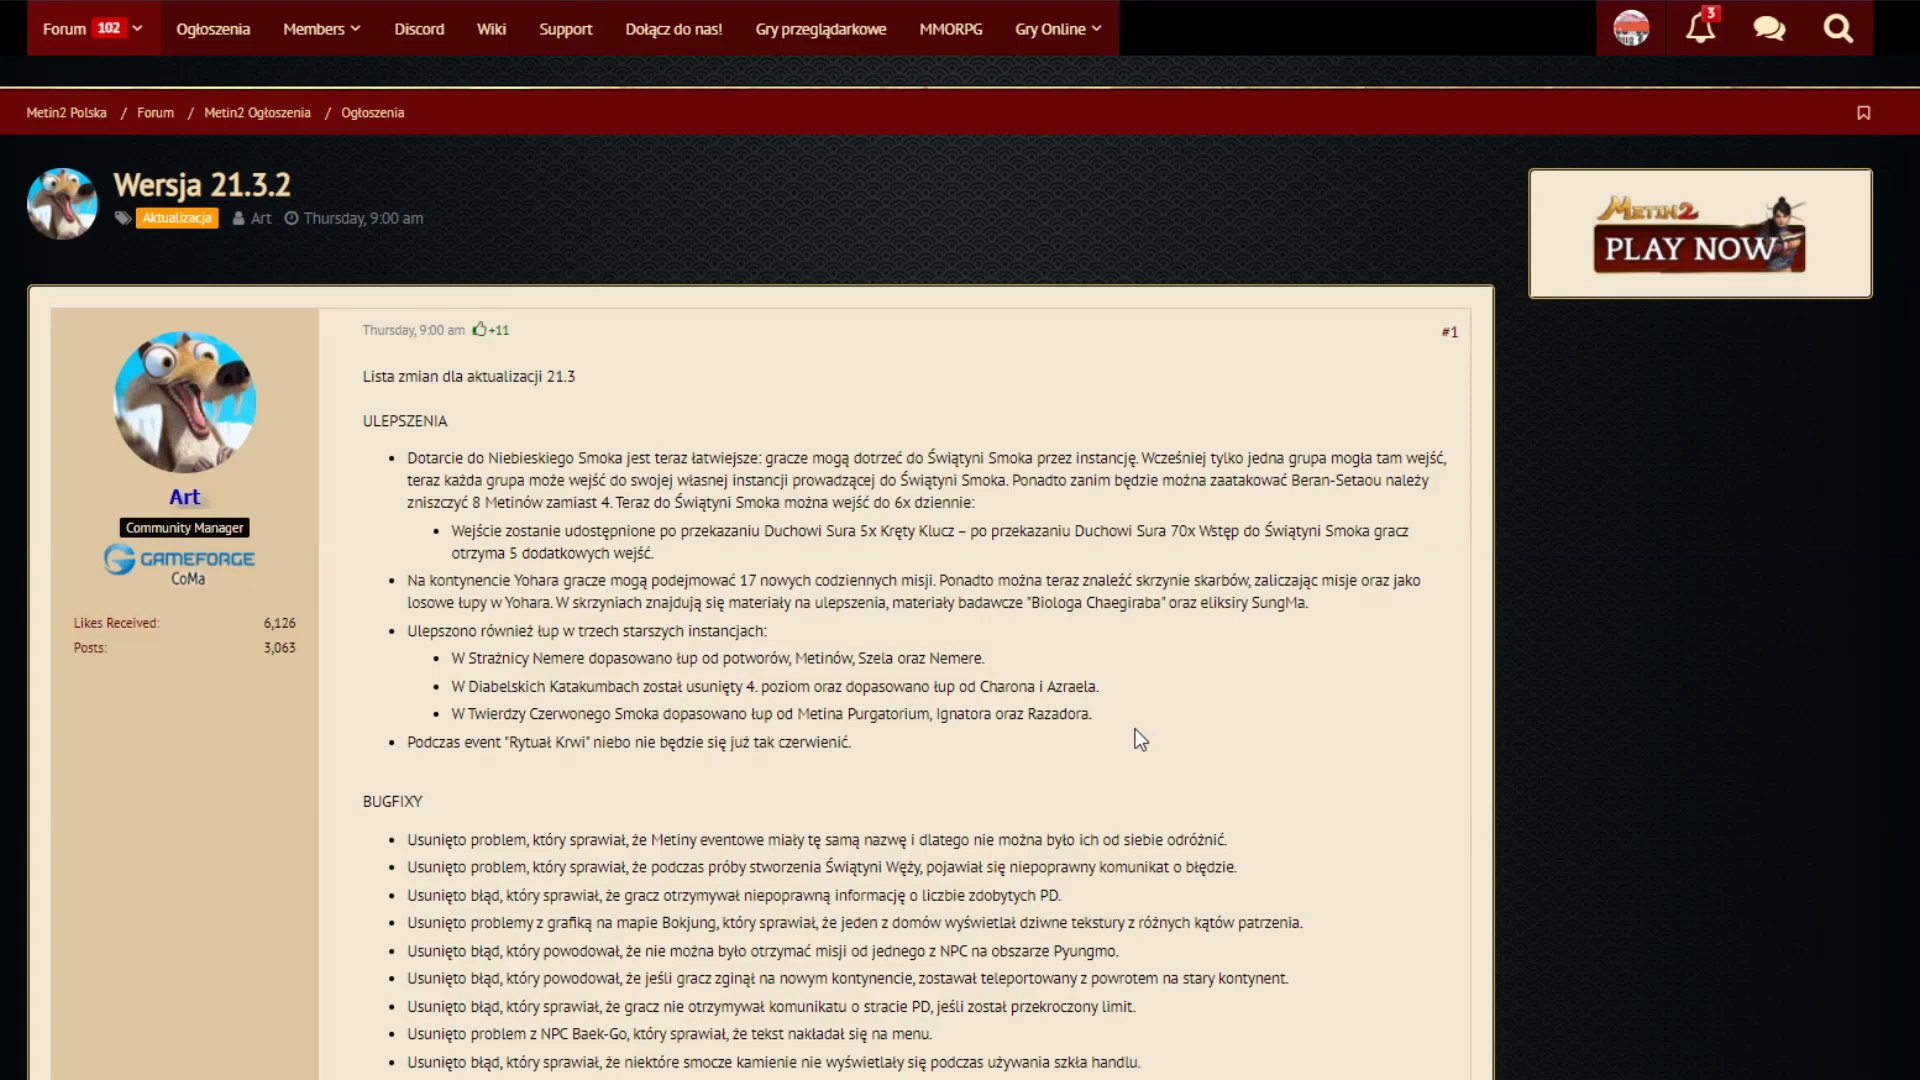 Forum 102 Ogłoszenia Members Discord Wiki Support Dołącz do nas! Gry przeglądarkowe MMORPG Gry Online 3
Metin2 Polska / Forum / Metin2 Ogłoszenia / Ogłoszenia
Wersja 21.3.2
Aktualizacja Art Thursday, 9:00 am
METIN2
PLAY NOW
Thursday, 9:00 am +11 #1
Lista zmian dla aktualizacji 21.3
ULEPSZENIA
• Dotarcie do Niebieskiego Smoka jest teraz łatwiejsze: gracze mogą dotrzeć do Świątyni Smoka przez instancję. Wcześniej tylko jedna grupa mogła tam wejść,
teraz każda grupa może wejść do swojej własnej instancji prowadzącej do Świątyni Smoka. Ponadto zanim będzie można zaatakować Beran-Setaou należy
zniszczyć 8 Metinów zamiast 4. Teraz do Świątyni Smoka można wejść do 6x dziennie:
• Wejście zostanie udostępnione po przekazaniu Duchowi Sura 5x Kręty Klucz – po przekazaniu Duchowi Sura 70x Wstęp do Świątyni Smoka gracz
otrzyma 5 dodatkowych wejść.
• Na kontynencie Yohara gracze mogą podejmować 17 nowych codziennych misji. Ponadto można teraz znaleźć skrzynie skarbów, zaliczając misje oraz jako
losowe łupy w Yohara. W skrzyniach znajdują się materiały na ulepszenia, materiały badawcze "Biologa Chaegiraba" oraz eliksiry SungMa.
• Ulepszono również łup w trzech starszych instancjach:
• W Strażnicy Nemere dopasowano łup od potworów, Metinów, Szela oraz Nemere.
• W Diabelskich Katakumbach został usunięty 4. poziom oraz dopasowano łup od Charona i Azraela.
• W Twierdzy Czerwonego Smoka dopasowano łup od Metina Purgatorium, Ignatora oraz Razadora.
• Podczas event "Rytuał Krwi" niebo nie będzie się już tak czerwienić.
BUGFIXY
• Usunięto problem, który sprawiał, że Metiny eventowe miały tę samą nazwę i dlatego nie można było ich od siebie odróżnić.
• Usunięto problem, który sprawiał, że podczas próby stworzenia Świątyni Węży, pojawiał się niepoprawny komunikat o błędzie.
• Usunięto błąd, który sprawiał, że gracz otrzymywał niepoprawną informację o liczbie zdobytych PD.
• Usunięto problemy z grafiką na mapie Bokjung, który sprawiał, że jeden z domów wyświetlał dziwne tekstury z różnych kątów patrzenia.
• Usunięto błąd, który powodował, że nie można było otrzymać misji od jednego z NPC na obszarze Pyungmo.
• Usunięto błąd, który powodował, że jeśli gracz zginął na nowym kontynencie, zostawał teleportowany z powrotem na stary kontynent.
• Usunięto błąd, który sprawiał, że gracz nie otrzymywał komunikatu o stracie PD, jeśli został przekroczony limit.
• Usunięto problem z NPC Baek-Go, który sprawiał, że tekst nakładał się na menu.
• Usunięto błąd, który sprawiał, że niektóre smocze kamienie nie wyświetlały się podczas używania szkła handlu.
Art
Community Manager
GAMEFORGE
CoMa
Likes Received: 6,126
Posts: 3,063